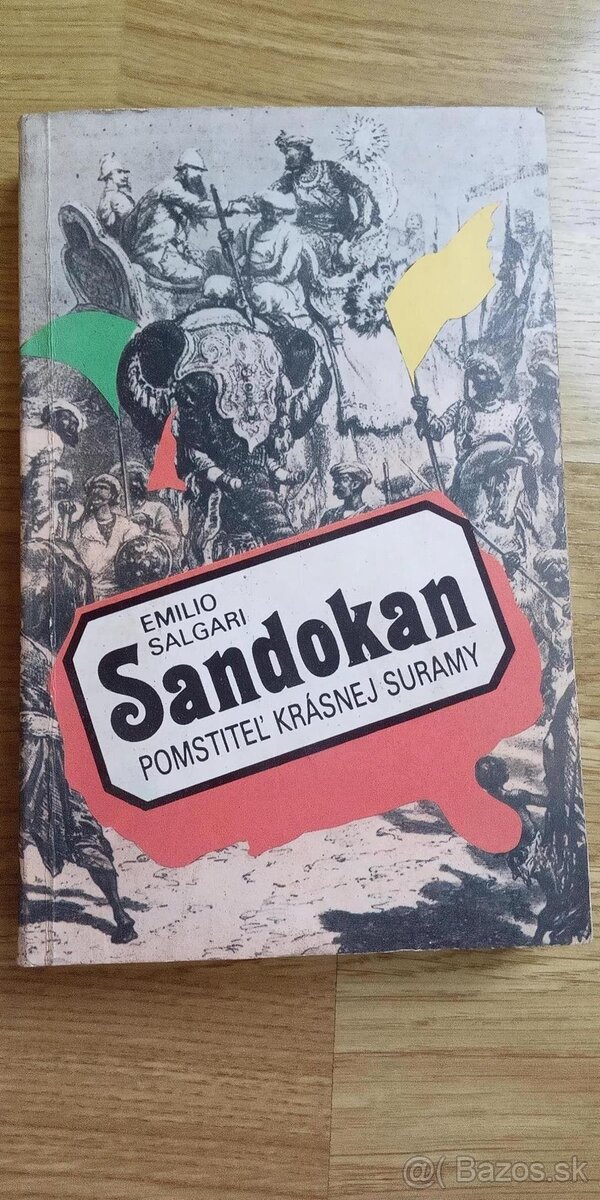 EMILIO
SALGARI
Sandokan
POMSTITEĽ KRÁSNEJ SURAMY
@( Bazos.sk